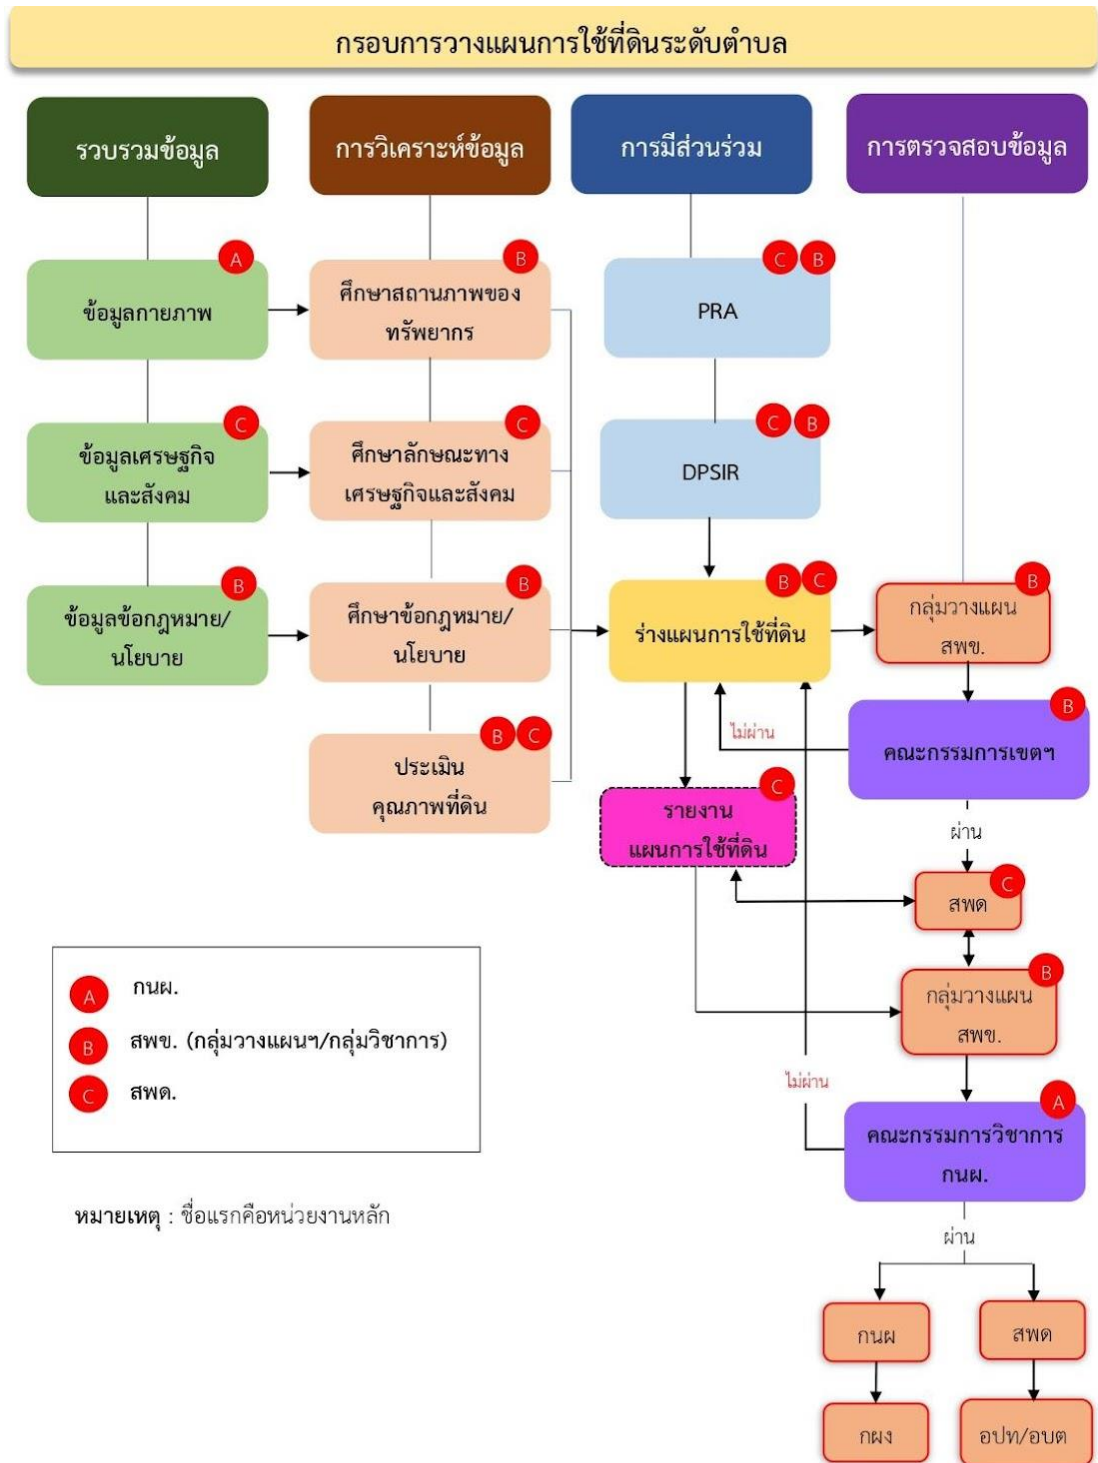 กรอบการวางแผนการใช้ที่ดินระดับตำบล
รวบรวมข้อมูล
การวิเคราะห์ข้อมูล
การมีส่วนร่วม
การตรวจสอบข้อมูล
A
ข้อมูลกายภาพ
B
ศึกษาสถานภาพของ
ทรัพยากร
C B
PRA
C
ข้อมูลเศรษฐกิจ
และสังคม
C
ศึกษาลักษณะทาง
เศรษฐกิจและสังคม
C B
DPSIR
B
ข้อมูลข้อกฎหมาย/
นโยบาย
B
ศึกษาข้อกฎหมาย/
นโยบาย
B C
ร่างแผนการใช้ที่ดิน
B
กลุ่มวางแผน
สพข.
B C
ประเมิน
คุณภาพที่ดิน
ไม่ผ่าน
B
คณะกรรมการเขตฯ
C
รายงาน
แผนการใช้ที่ดิน
ผ่าน
C
สพด
B
กลุ่มวางแผน
สพข.
A กนผ.
B สพข. (กลุ่มวางแผนฯ/กลุ่มวิชาการ)
C สพด.
ไม่ผ่าน
A
คณะกรรมการวิชาการ
กนผ.
หมายเหตุ : ชื่อแรกคือหน่วยงานหลัก
ผ่าน
กนผ
สพด
กผง
อปท/อบต